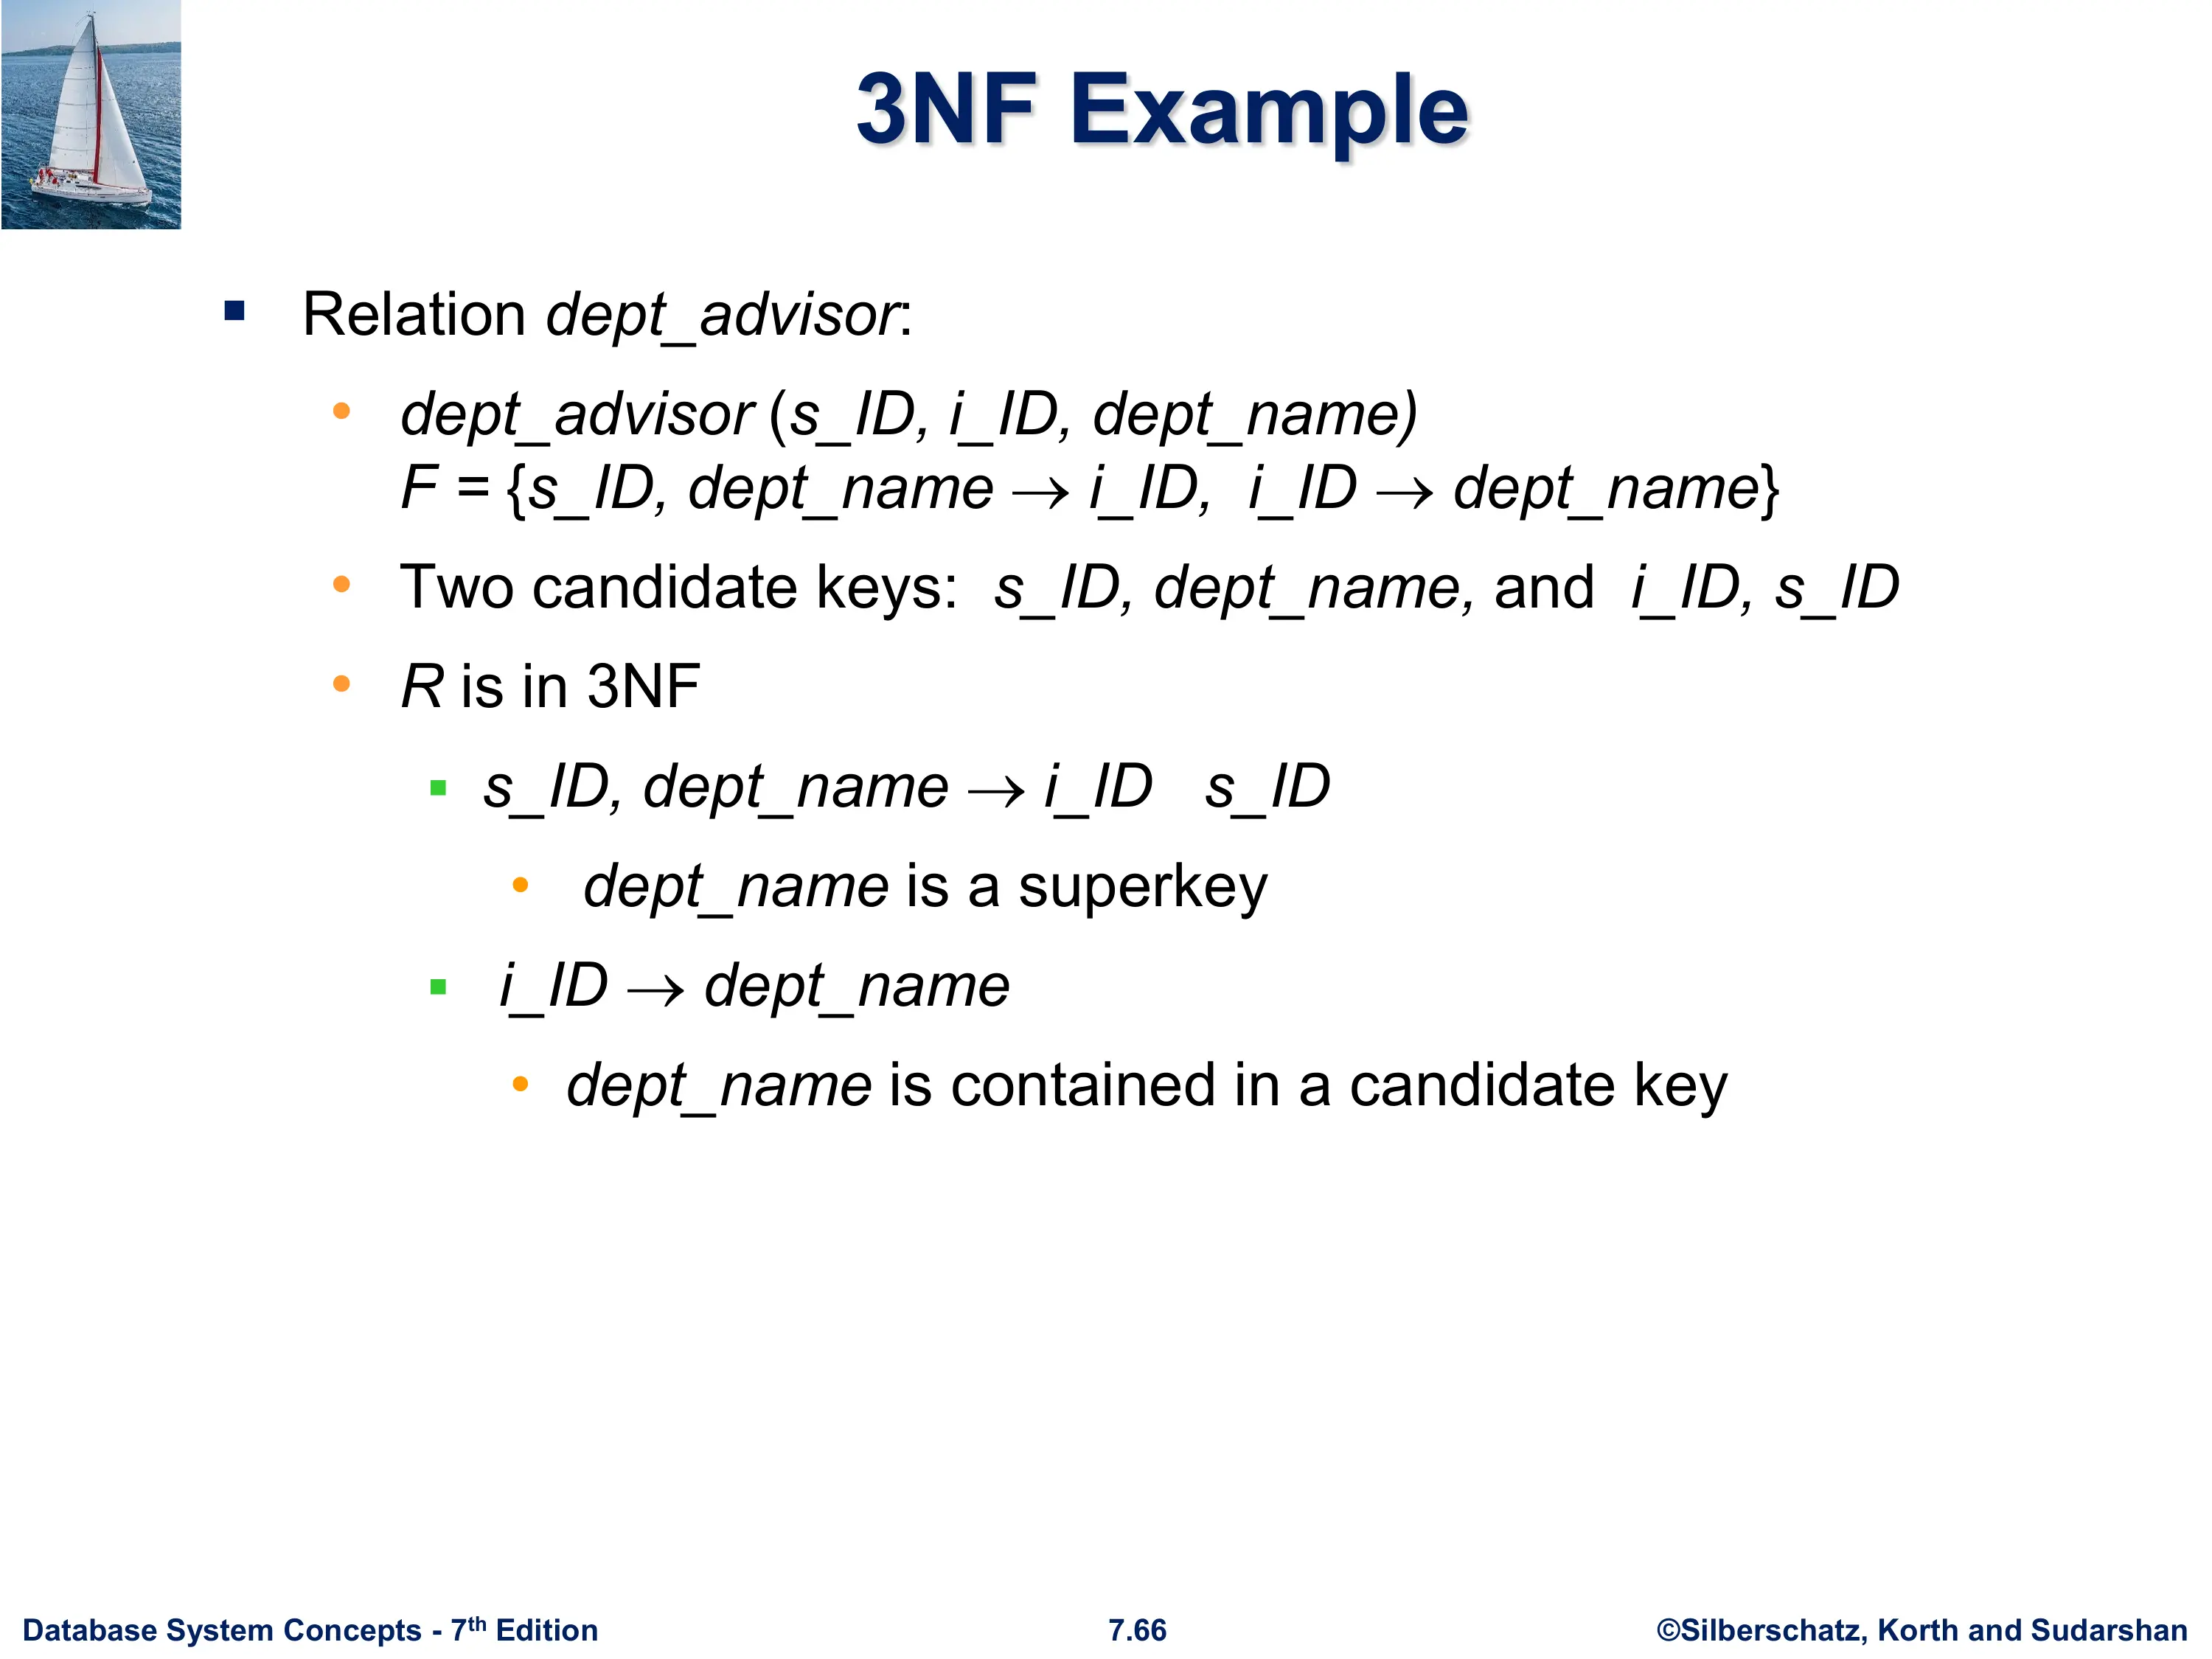 3NF Example
Relation dept_advisor:
dept_advisor (s_ID, i_ID, dept_name)
F = {s_ID, dept_name → i_ID, i_ID → dept_name}
Two candidate keys: s_ID, dept_name, and i_ID, s_ID
R is in 3NF
s_ID, dept_name → i_ID s_ID
dept_name is a superkey
i_ID → dept_name
dept_name is contained in a candidate key
Database System Concepts - 7th Edition 7.66 ©Silberschatz, Korth and Sudarshan